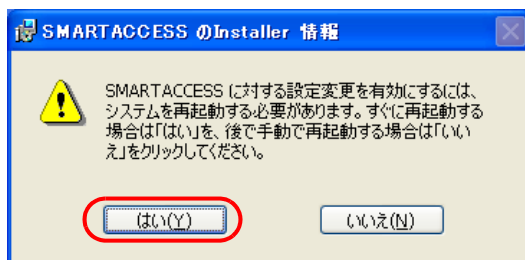 SMARTACCESS のInstaller 情報
SMARTACCESS に対する設定変更を有効にするには、
システムを再起動する必要があります。すぐに再起動する
場合は「はい」を、後で手動で再起動する場合は「いい
え」をクリックしてください。
はい(Y)
いいえ(N)